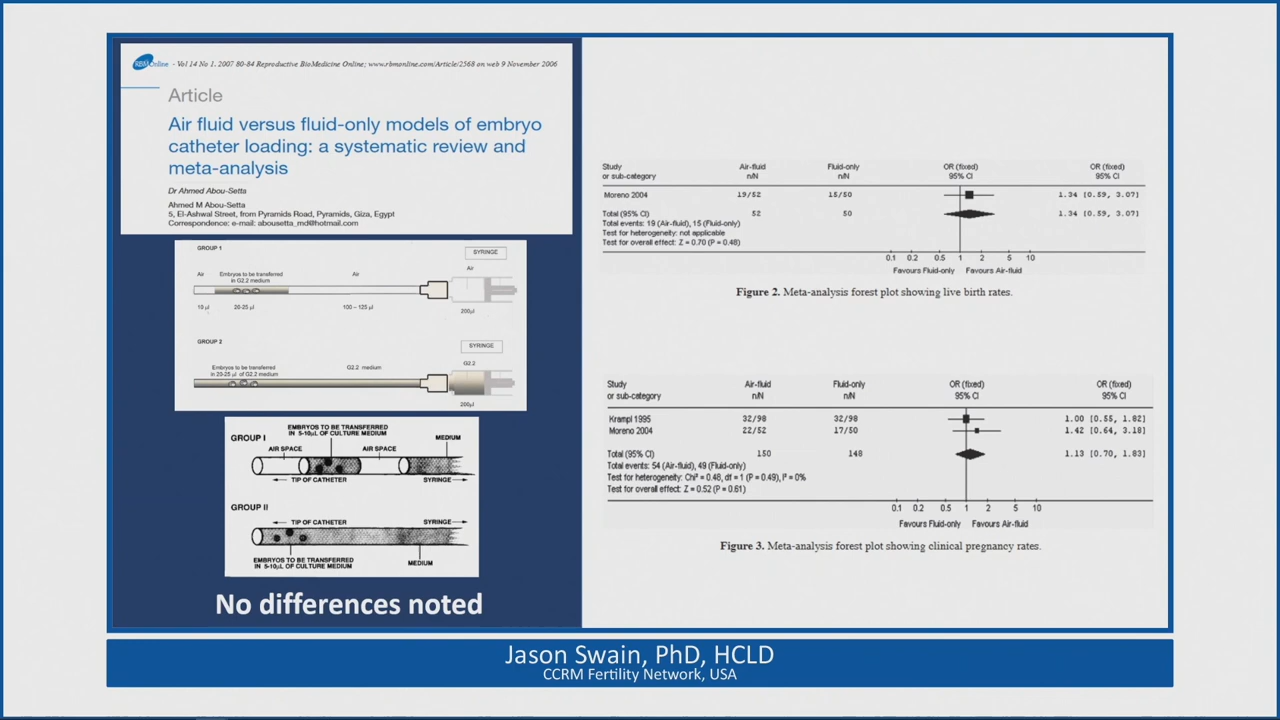 RBMOnline - Vol 14 No 1. 2007 80-84 Reproductive BioMedicine Online; www.rbmonline.com/Article/2568 on web 9 November 2006
Article
Air fluid versus fluid-only models of embryo
catheter loading: a systematic review and
meta-analysis
Dr Ahmed Abou-Setta
Ahmed M Abou-Setta
5, El-Ashwal Street, from Pyramids Road, Pyramids, Giza, Egypt
Correspondence: e-mail: abousetta_md@hotmail.com
GROUP 1
SYRINGE
Air
Embryos to be transferred
in G2.2 medium
Air
Air
10 µl
20-25 µl
100 – 125 µl
200µl
GROUP 2
SYRINGE
Embryos to be transferred
in 20-25 µl of G2.2 medium
G2.2 medium
G2.2
200µl
EMBRYOS TO BE TRANSFERRED
IN 5-10µL OF CULTURE MEDIUM
GROUP I
MEDIUM
AIR SPACE
AIR SPACE
TIP OF CATHETER
SYRINGE
GROUP II
TIP OF CATHETER
SYRINGE
EMBRYOS TO BE TRANSFERRED
IN 5-10µL OF CULTURE MEDIUM
MEDIUM
No differences noted
Study Air-fluid Fluid-only OR (fixed) OR (fixed)
or sub-category n/N n/N 95% CI 95% CI
Moreno 2004 19/52 15/50 1.34 [0.59, 3.07]
Total (95% CI) 52 50 1.34 [0.59, 3.07]
Total events: 19 (Air-fluid), 15 (Fluid-only)
Test for heterogeneity: not applicable
Test for overall effect: Z = 0.70 (P = 0.48)
0.1 0.2 0.5 1 2 5 10
Favours Fluid-only Favours Air-fluid
Figure 2. Meta-analysis forest plot showing live birth rates.
Study Air-fluid Fluid-only OR (fixed) OR (fixed)
or sub-category n/N n/N 95% CI 95% CI
Krampl 1995 32/98 32/98 1.00 [0.55, 1.82]
Moreno 2004 22/52 17/50 1.42 [0.64, 3.18]
Total (95% CI) 150 148 1.13 [0.70, 1.83]
Total events: 54 (Air-fluid), 49 (Fluid-only)
Test for heterogeneity: Chi² = 0.48, df = 1 (P = 0.49), I² = 0%
Test for overall effect: Z = 0.52 (P = 0.61)
0.1 0.2 0.5 1 2 5 10
Favours Fluid-only Favours Air-fluid
Figure 3. Meta-analysis forest plot showing clinical pregnancy rates.
Jason Swain, PhD, HCLD
CCRM Fertility Network, USA